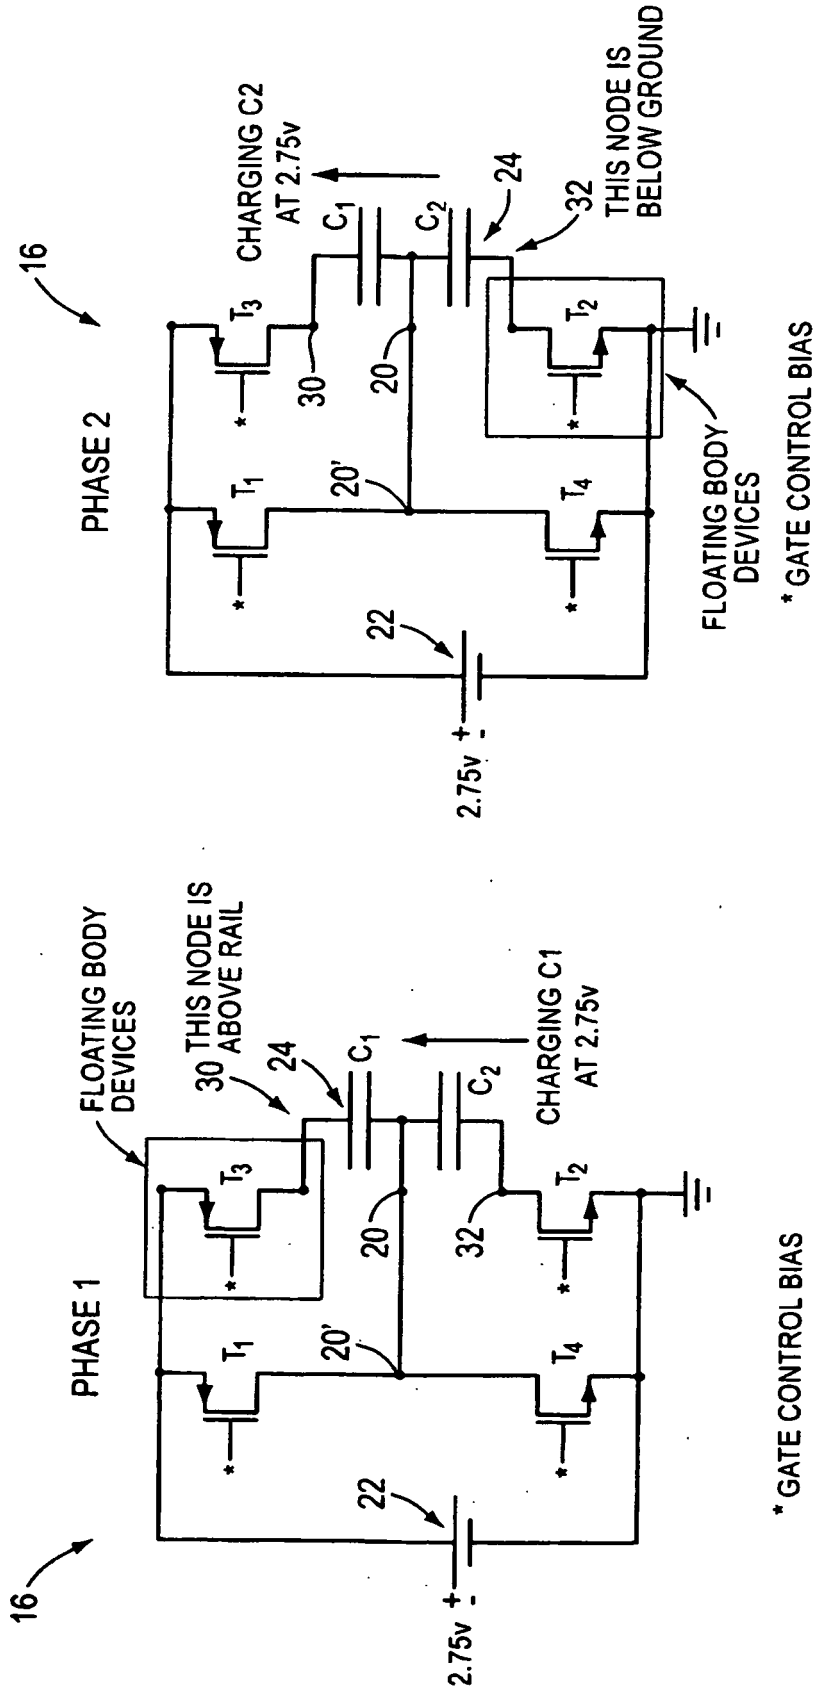 16
PHASE 1
FLOATING BODY
DEVICES
30
THIS NODE IS
ABOVE RAIL
24
T1
T3
C1
20'
20
C2
22
32
2.75v
+
-
T4
T2
*
*
*
*
CHARGING C1
AT 2.75v
*GATE CONTROL BIAS
16
PHASE 2
CHARGING C2
AT 2.75v
T1
T3
30
C1
20'
20
C2
24
22
32
THIS NODE IS
BELOW GROUND
2.75v
+
-
T4
T2
*
*
*
*
FLOATING BODY
DEVICES
*GATE CONTROL BIAS